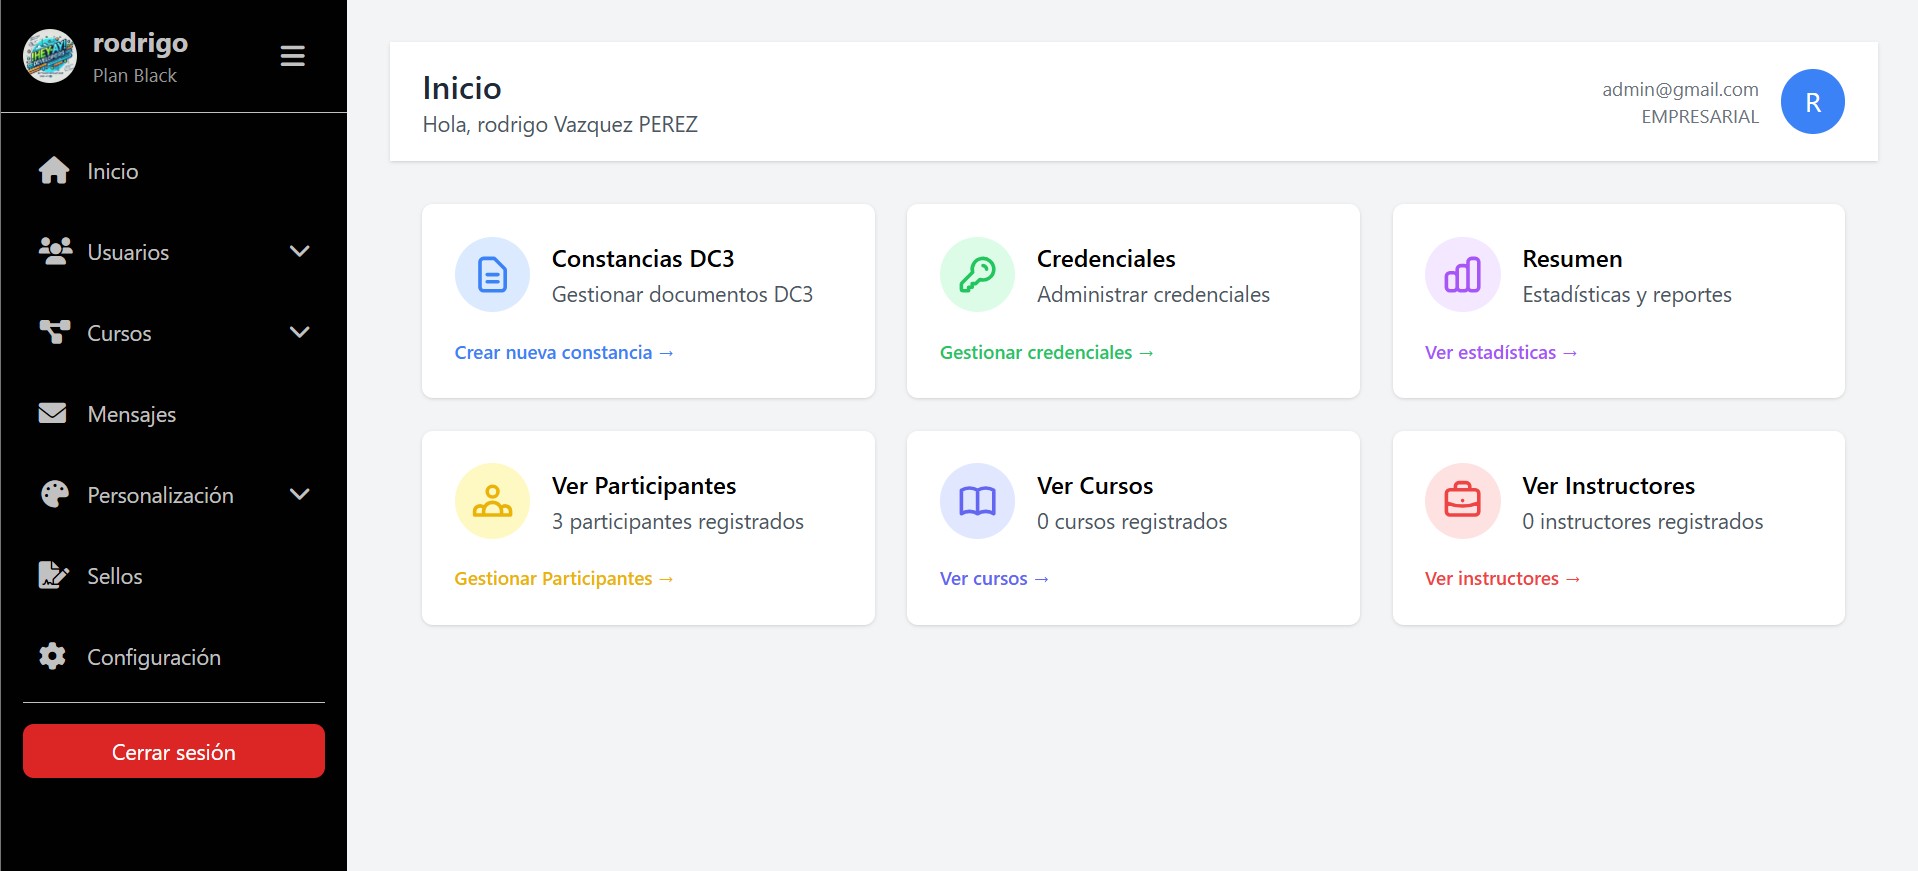 rodrigo
Plan Black
Inicio
Usuarios
Cursos
Mensajes
Personalización
Sellos
Configuración
Cerrar sesión
Inicio
Hola, rodrigo Vazquez PEREZ
admin@gmail.com
EMPRESARIAL
R
Constancias DC3
Gestionar documentos DC3
Crear nueva constancia →
Credenciales
Administrar credenciales
Gestionar credenciales →
Resumen
Estadísticas y reportes
Ver estadísticas →
Ver Participantes
3 participantes registrados
Gestionar Participantes →
Ver Cursos
0 cursos registrados
Ver cursos →
Ver Instructores
0 instructores registrados
Ver instructores →